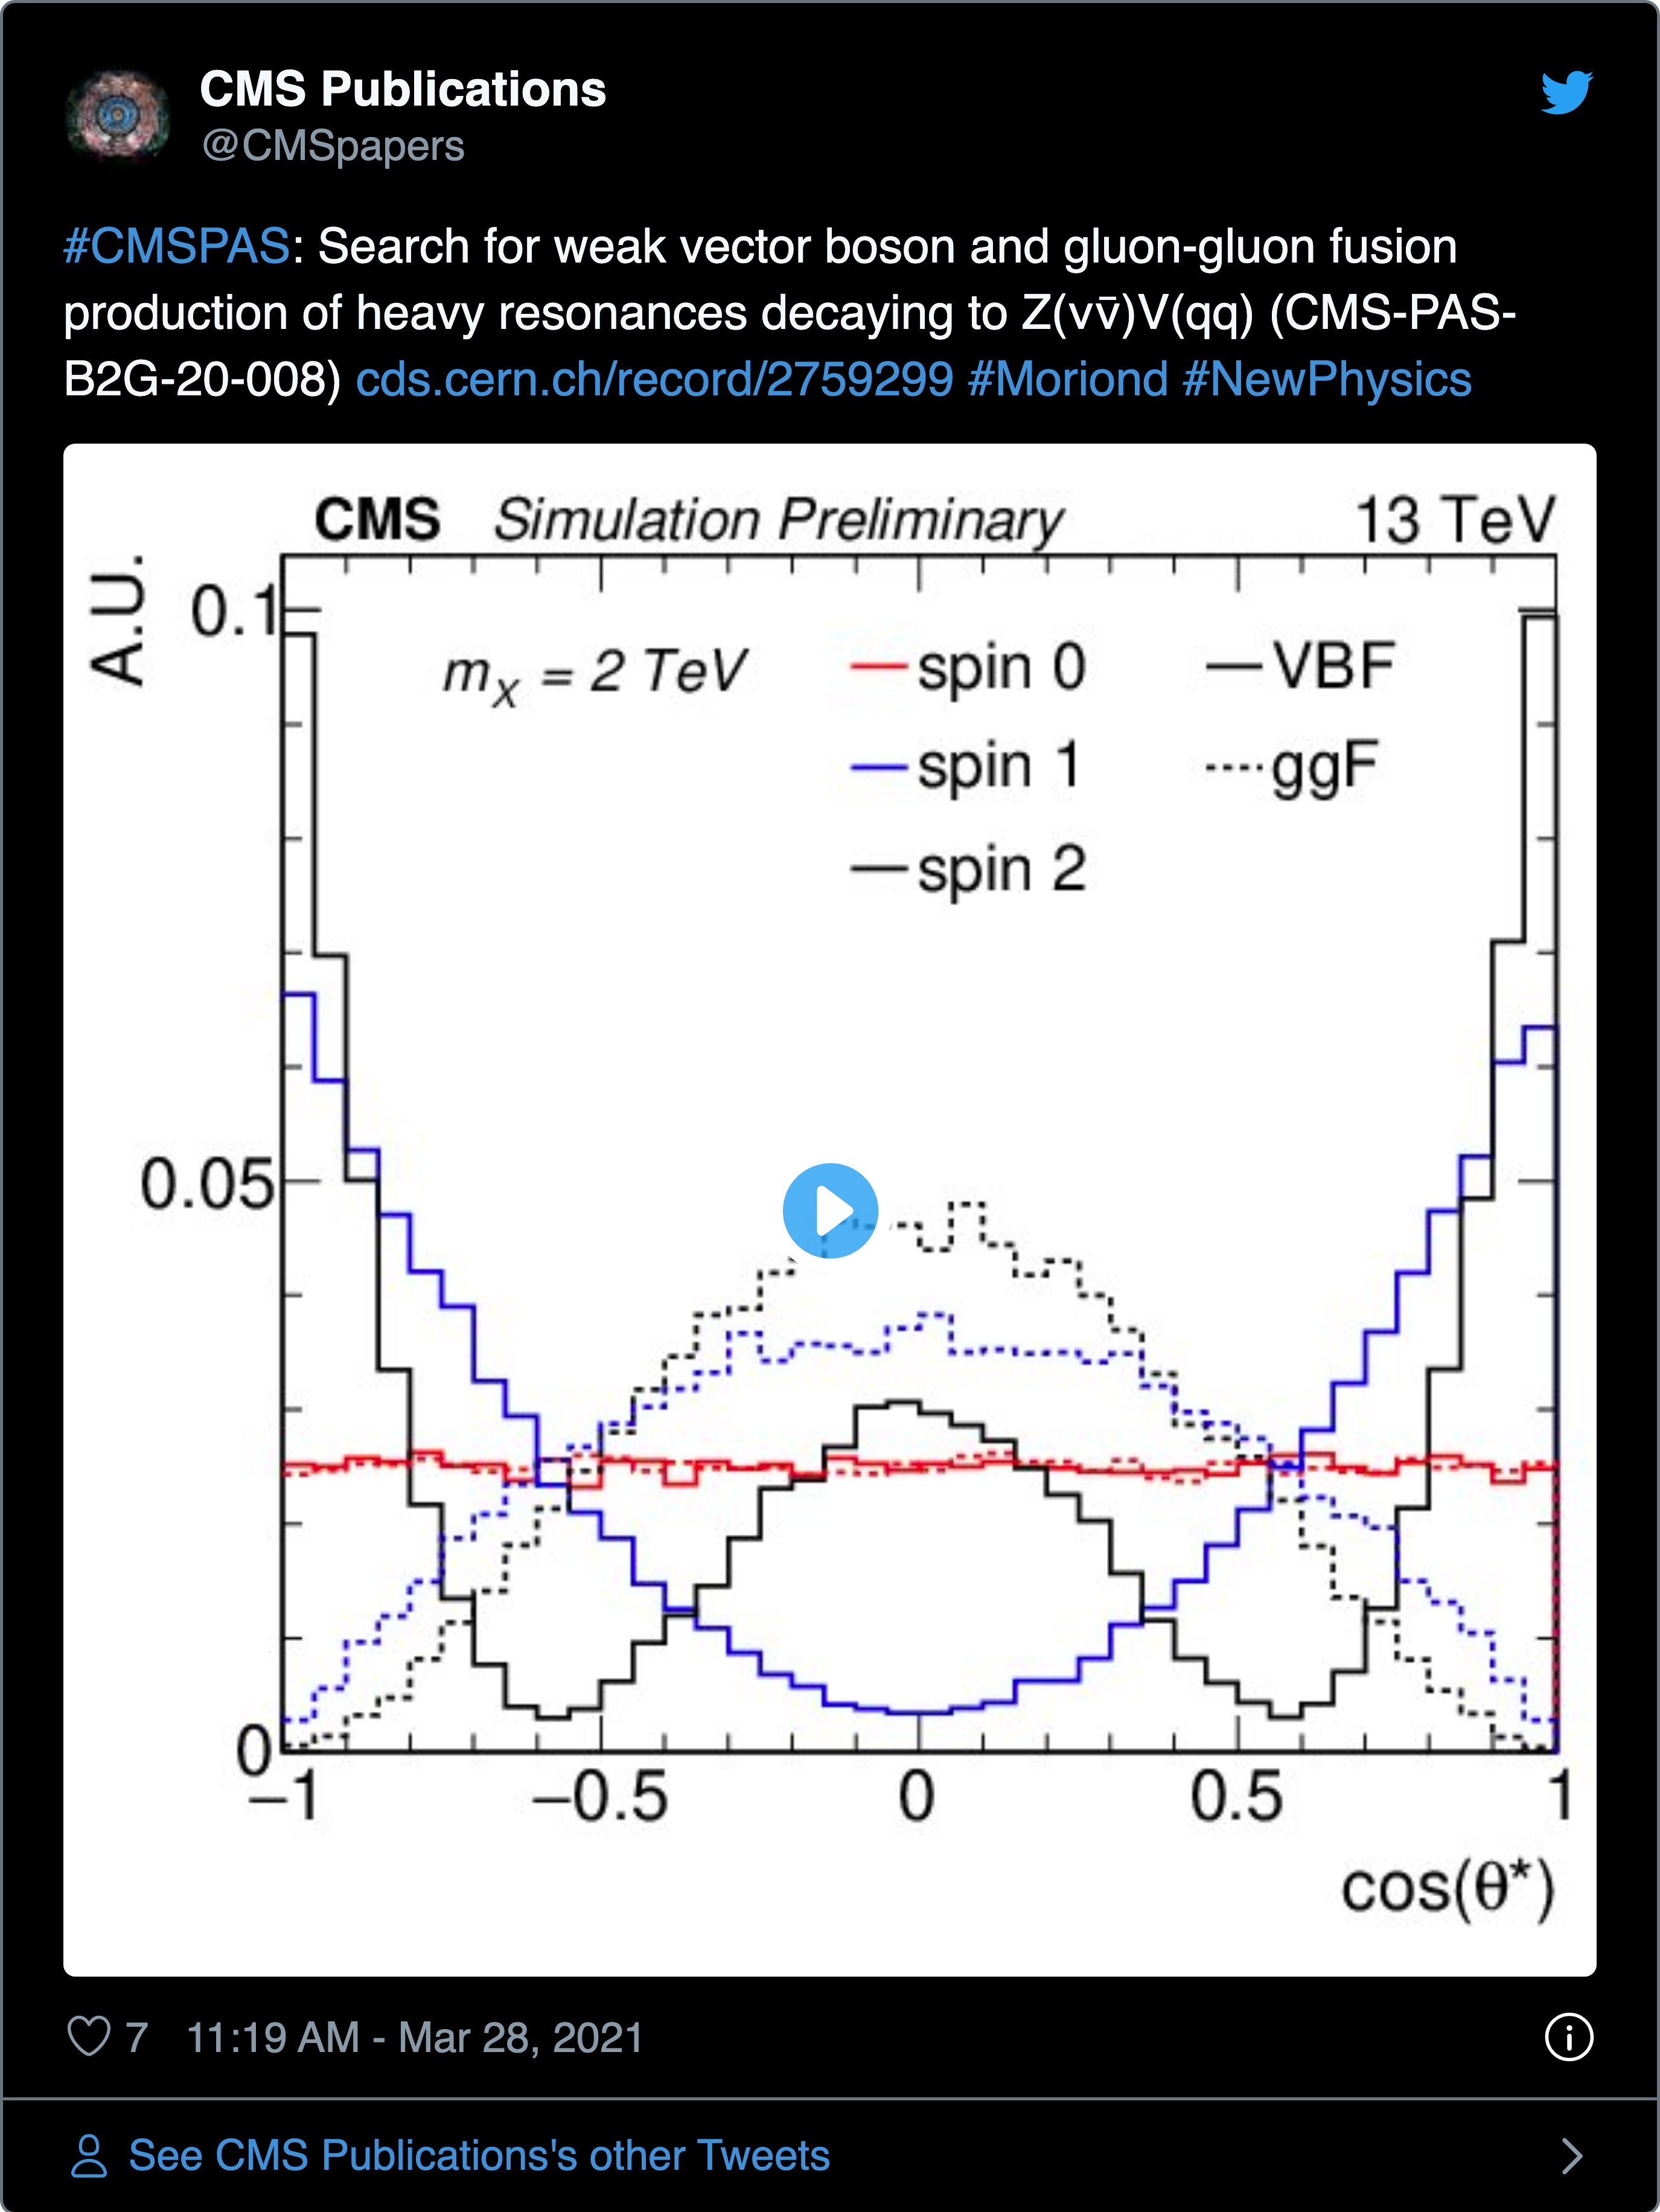 CMS Publications
@CMSpapers
#CMSPAS: Search for weak vector boson and gluon-gluon fusion
production of heavy resonances decaying to Z(νν̄)V(qq) (CMS-PAS-
B2G-20-008) cds.cern.ch/record/2759299 #Moriond #NewPhysics
CMS Simulation Preliminary 13 TeV
A.U.
0.1
0.05
0
mX = 2 TeV
spin 0
VBF
spin 1
ggF
spin 2
−1 −0.5 0 0.5 1
cos(θ*)
7 11:19 AM - Mar 28, 2021
See CMS Publications's other Tweets